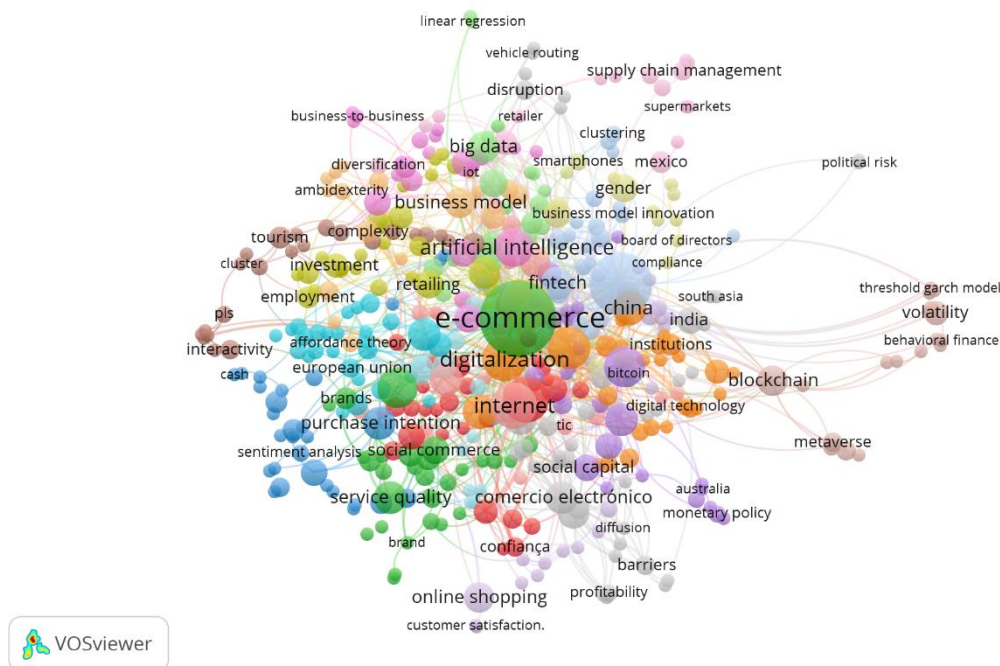 linear regression
vehicle routing
supply chain management
disruption
supermarkets
business-to-business
retailer
clustering
big data
smartphones
mexico
political risk
diversification
iot
ambidexterity
gender
business model
business model innovation
tourism
complexity
artificial intelligence
board of directors
cluster
investment
compliance
retailing
fintech
threshold garch model
employment
south asia
china
volatility
pls
e-commerce
india
interactivity
affordance theory
institutions
behavioral finance
european union
digitalization
cash
bitcoin
blockchain
brands
internet
digital technology
purchase intention
tic
metaverse
sentiment analysis
social commerce
social capital
australia
service quality
comercio electrónico
monetary policy
diffusion
brand
confiança
barriers
profitability
online shopping
customer satisfaction.
VOSviewer